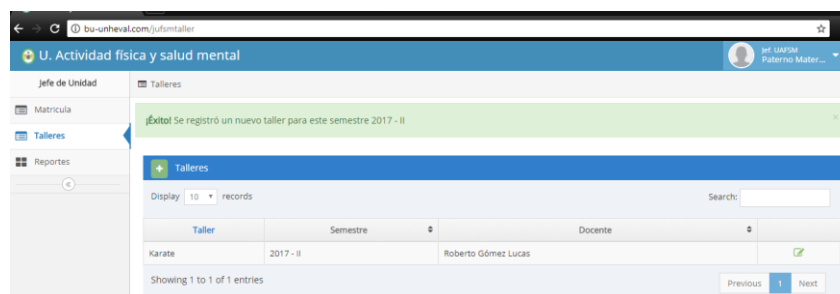 bu-unheval.com/jufsmtaller
U. Actividad física y salud mental
Jef. UAFSM
Paterno Mater...
Jefe de Unidad
Talleres
Matricula
¡Éxito! Se registró un nuevo taller para este semestre 2017 - II
×
Talleres
Reportes
+ Talleres
Display 10 records
Search:
Taller Semestre Docente
Karate 2017 - II Roberto Gómez Lucas
Showing 1 to 1 of 1 entries
Previous 1 Next